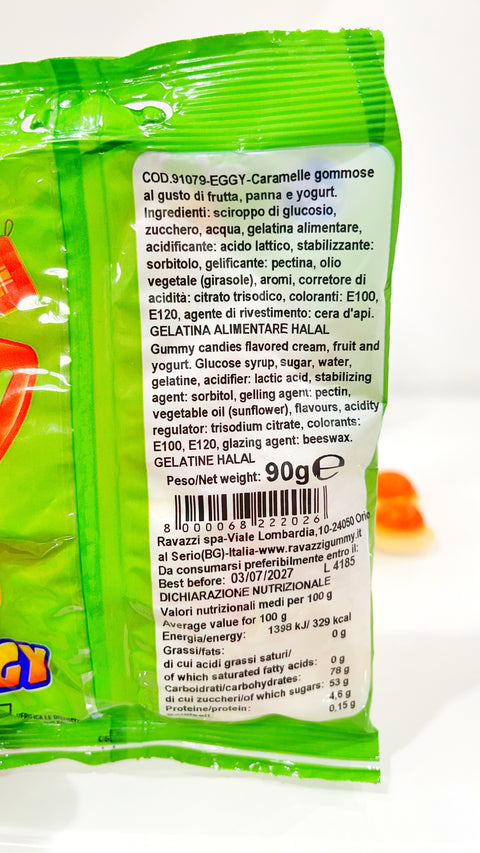 COD.91079-EGGY-Caramelle gommose
al gusto di frutta, panna e yogurt.
Ingredienti: sciroppo di glucosio,
zucchero, acqua, gelatina alimentare,
acidificante: acido lattico, stabilizzante:
sorbitolo, gelificante: pectina, olio
vegetale (girasole), aromi, corretore di
acidità: citrato trisodico, coloranti: E100,
E120, agente di rivestimento: cera d'api.
GELATINA ALIMENTARE HALAL
Gummy candies flavored cream, fruit and
yogurt. Glucose syrup, sugar, water,
gelatine, acidifier: lactic acid, stabilizing
agent: sorbitol, gelling agent: pectin,
vegetable oil (sunflower), flavours, acidity
regulator: trisodium citrate, colorants:
E100, E120, glazing agent: beeswax.
GELATINE HALAL
Peso/Net weight: 90g℮
8 000068 222026
Ravazzi spa-Viale Lombardia,10-24050 Orio
al Serio(BG)-Italia-www.ravazzigummy.it
Da consumarsi preferibilmente entro il:
Best before: 03/07/2027 L 4185
DICHIARAZIONE NUTRIZIONALE
Valori nutrizionali medi per 100 g
Average value for 100 g
Energia/energy: 1398 kJ/ 329 kcal
Grassi/fats: 0 g
di cui acidi grassi saturi/
of which saturated fatty acids: 0 g
Carboidrati/carbohydrates: 78 g
di cui zuccheri/of which sugars: 53 g
Proteine/protein: 4,6 g
0,15 g
GY
VERIFICA LE